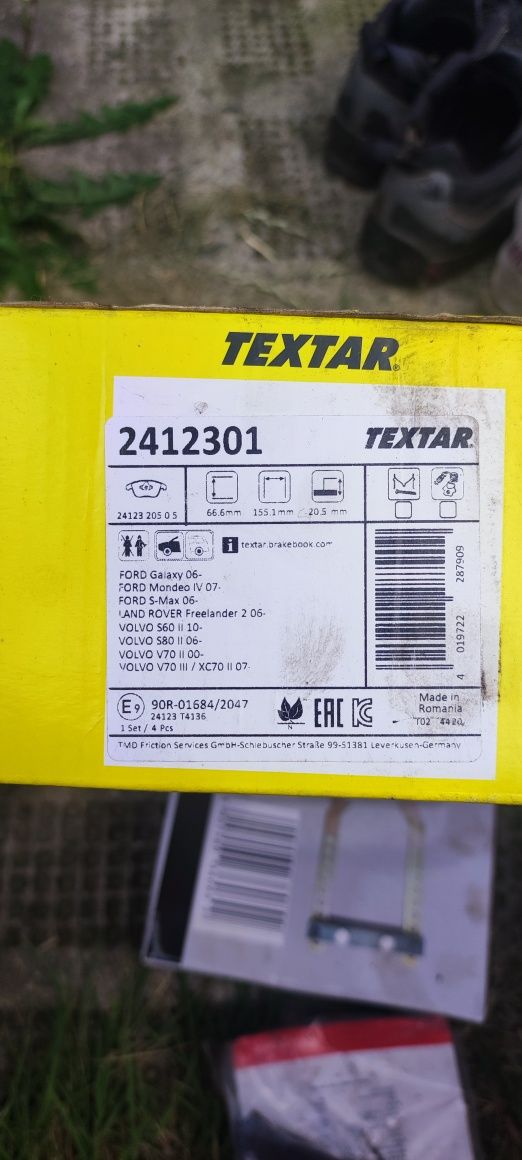 TEXTAR®
2412301
TEXTAR
24123 205 0 5
66.6mm 155.1mm 20.5 mm
i textar.brakebook.com
FORD Galaxy 06-
FORD Mondeo IV 07-
FORD S-Max 06-
LAND ROVER Freelander 2 06-
VOLVO S60 II 10-
VOLVO S80 II 06-
VOLVO V70 II 00-
VOLVO V70 III / XC70 II 07-
4 019722 287909
E9 90R-01684/2047
24123 T4136
1 Set / 4 Pcs
N
EAC
Made in
Romania
T02 4420
TMD Friction Services GmbH-Schlebuscher Straße 99-51381 Leverkusen-Germany